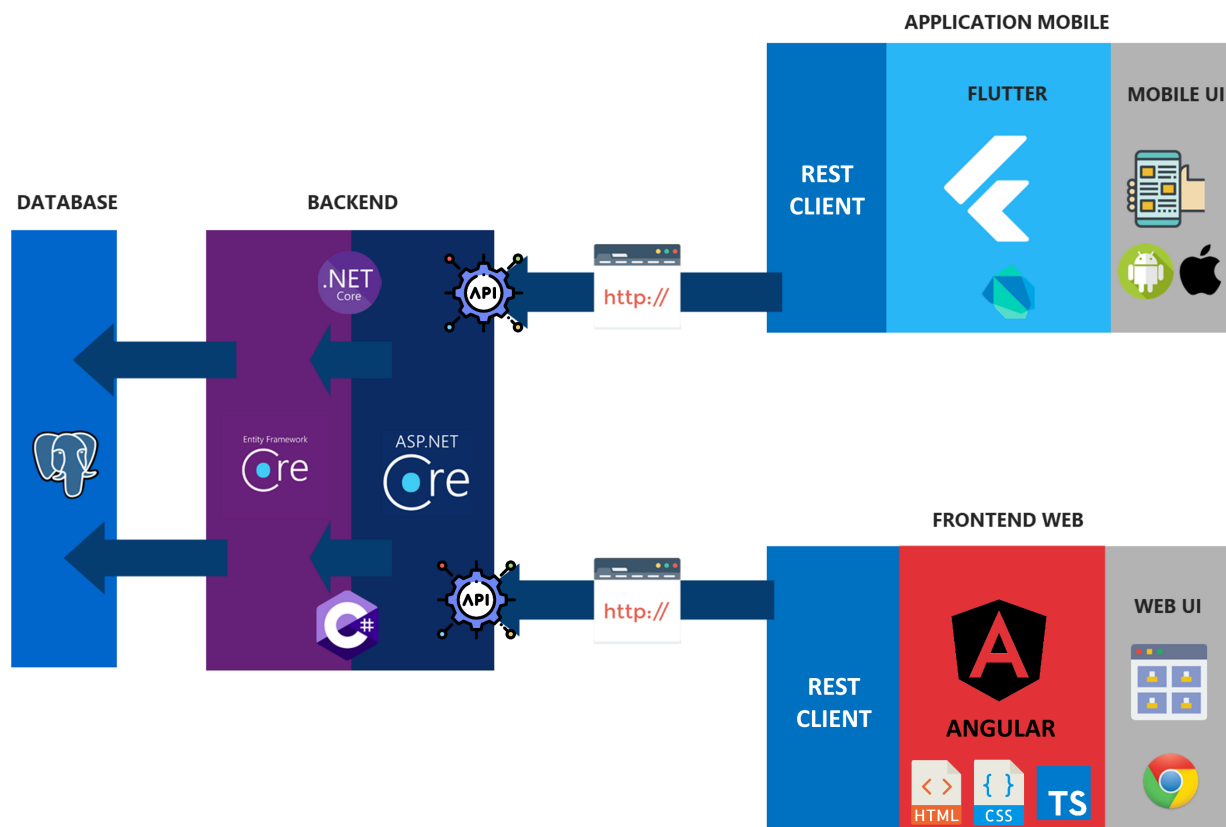 APPLICATION MOBILE
REST
CLIENT
FLUTTER
MOBILE UI
DATABASE
BACKEND
.NET
Core
API
http://
Entity Framework
Core
ASP.NET
Core
C#
API
http://
FRONTEND WEB
REST
CLIENT
ANGULAR
WEB UI
< >
HTML
{ }
CSS
TS